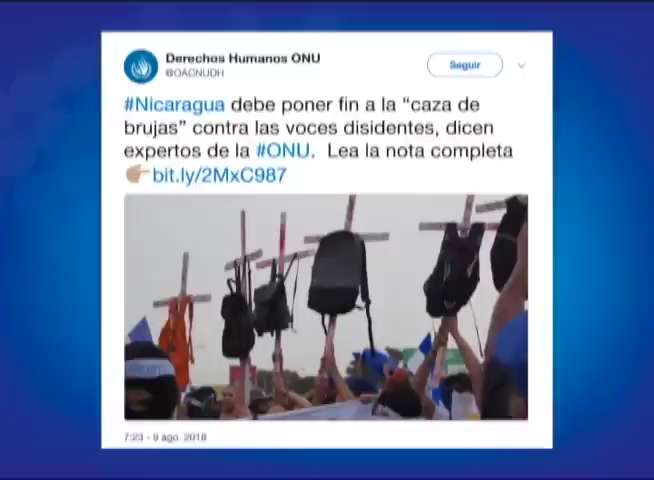 Derechos Humanos ONU
@OACNUDH
Seguir
#Nicaragua debe poner fin a la “caza de
brujas” contra las voces disidentes, dicen
expertos de la #ONU. Lea la nota completa
bit.ly/2MxC987
7:23 - 9 ago. 2018